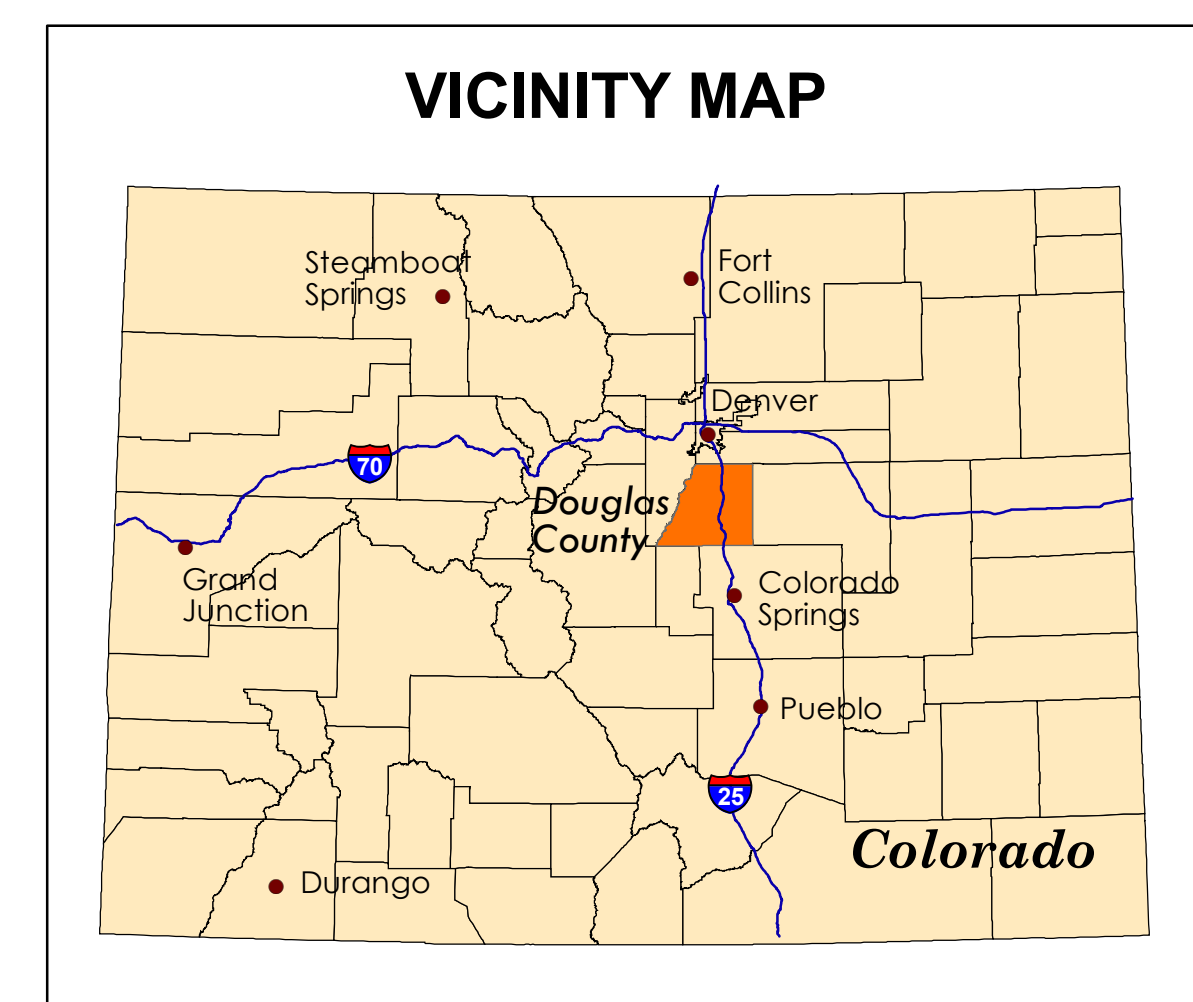 VICINITY MAP
Steamboat
Springs
Fort
Collins
Denver
70
Douglas
County
Grand
Junction
Colorado
Springs
Pueblo
25
Colorado
Durango